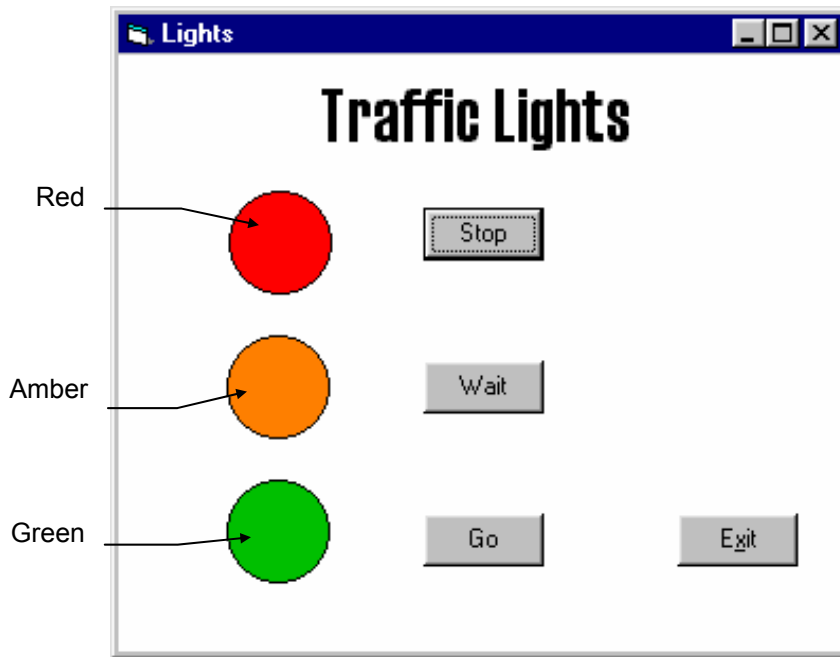 Lights
Traffic Lights
Red
Stop
Amber
Wait
Green
Go
Exit